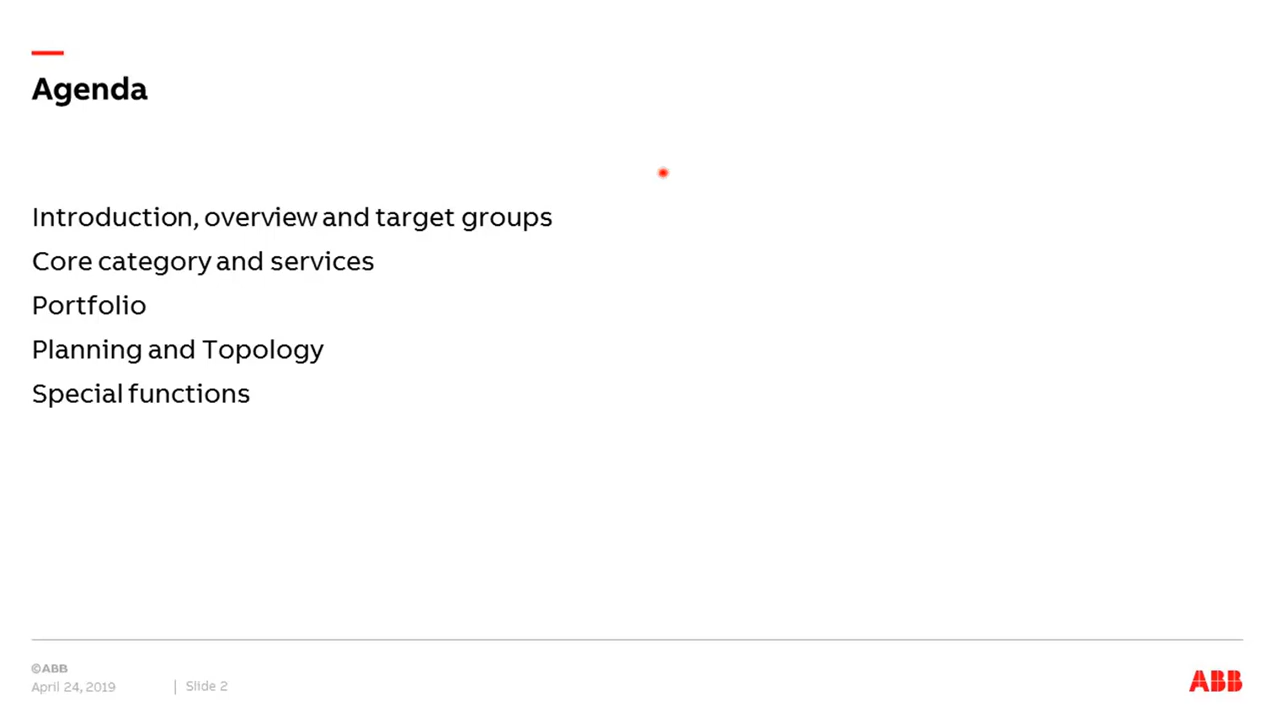 Agenda
Introduction, overview and target groups
Core category and services
Portfolio
Planning and Topology
Special functions
©ABB
April 24, 2019 | Slide 2
ABB